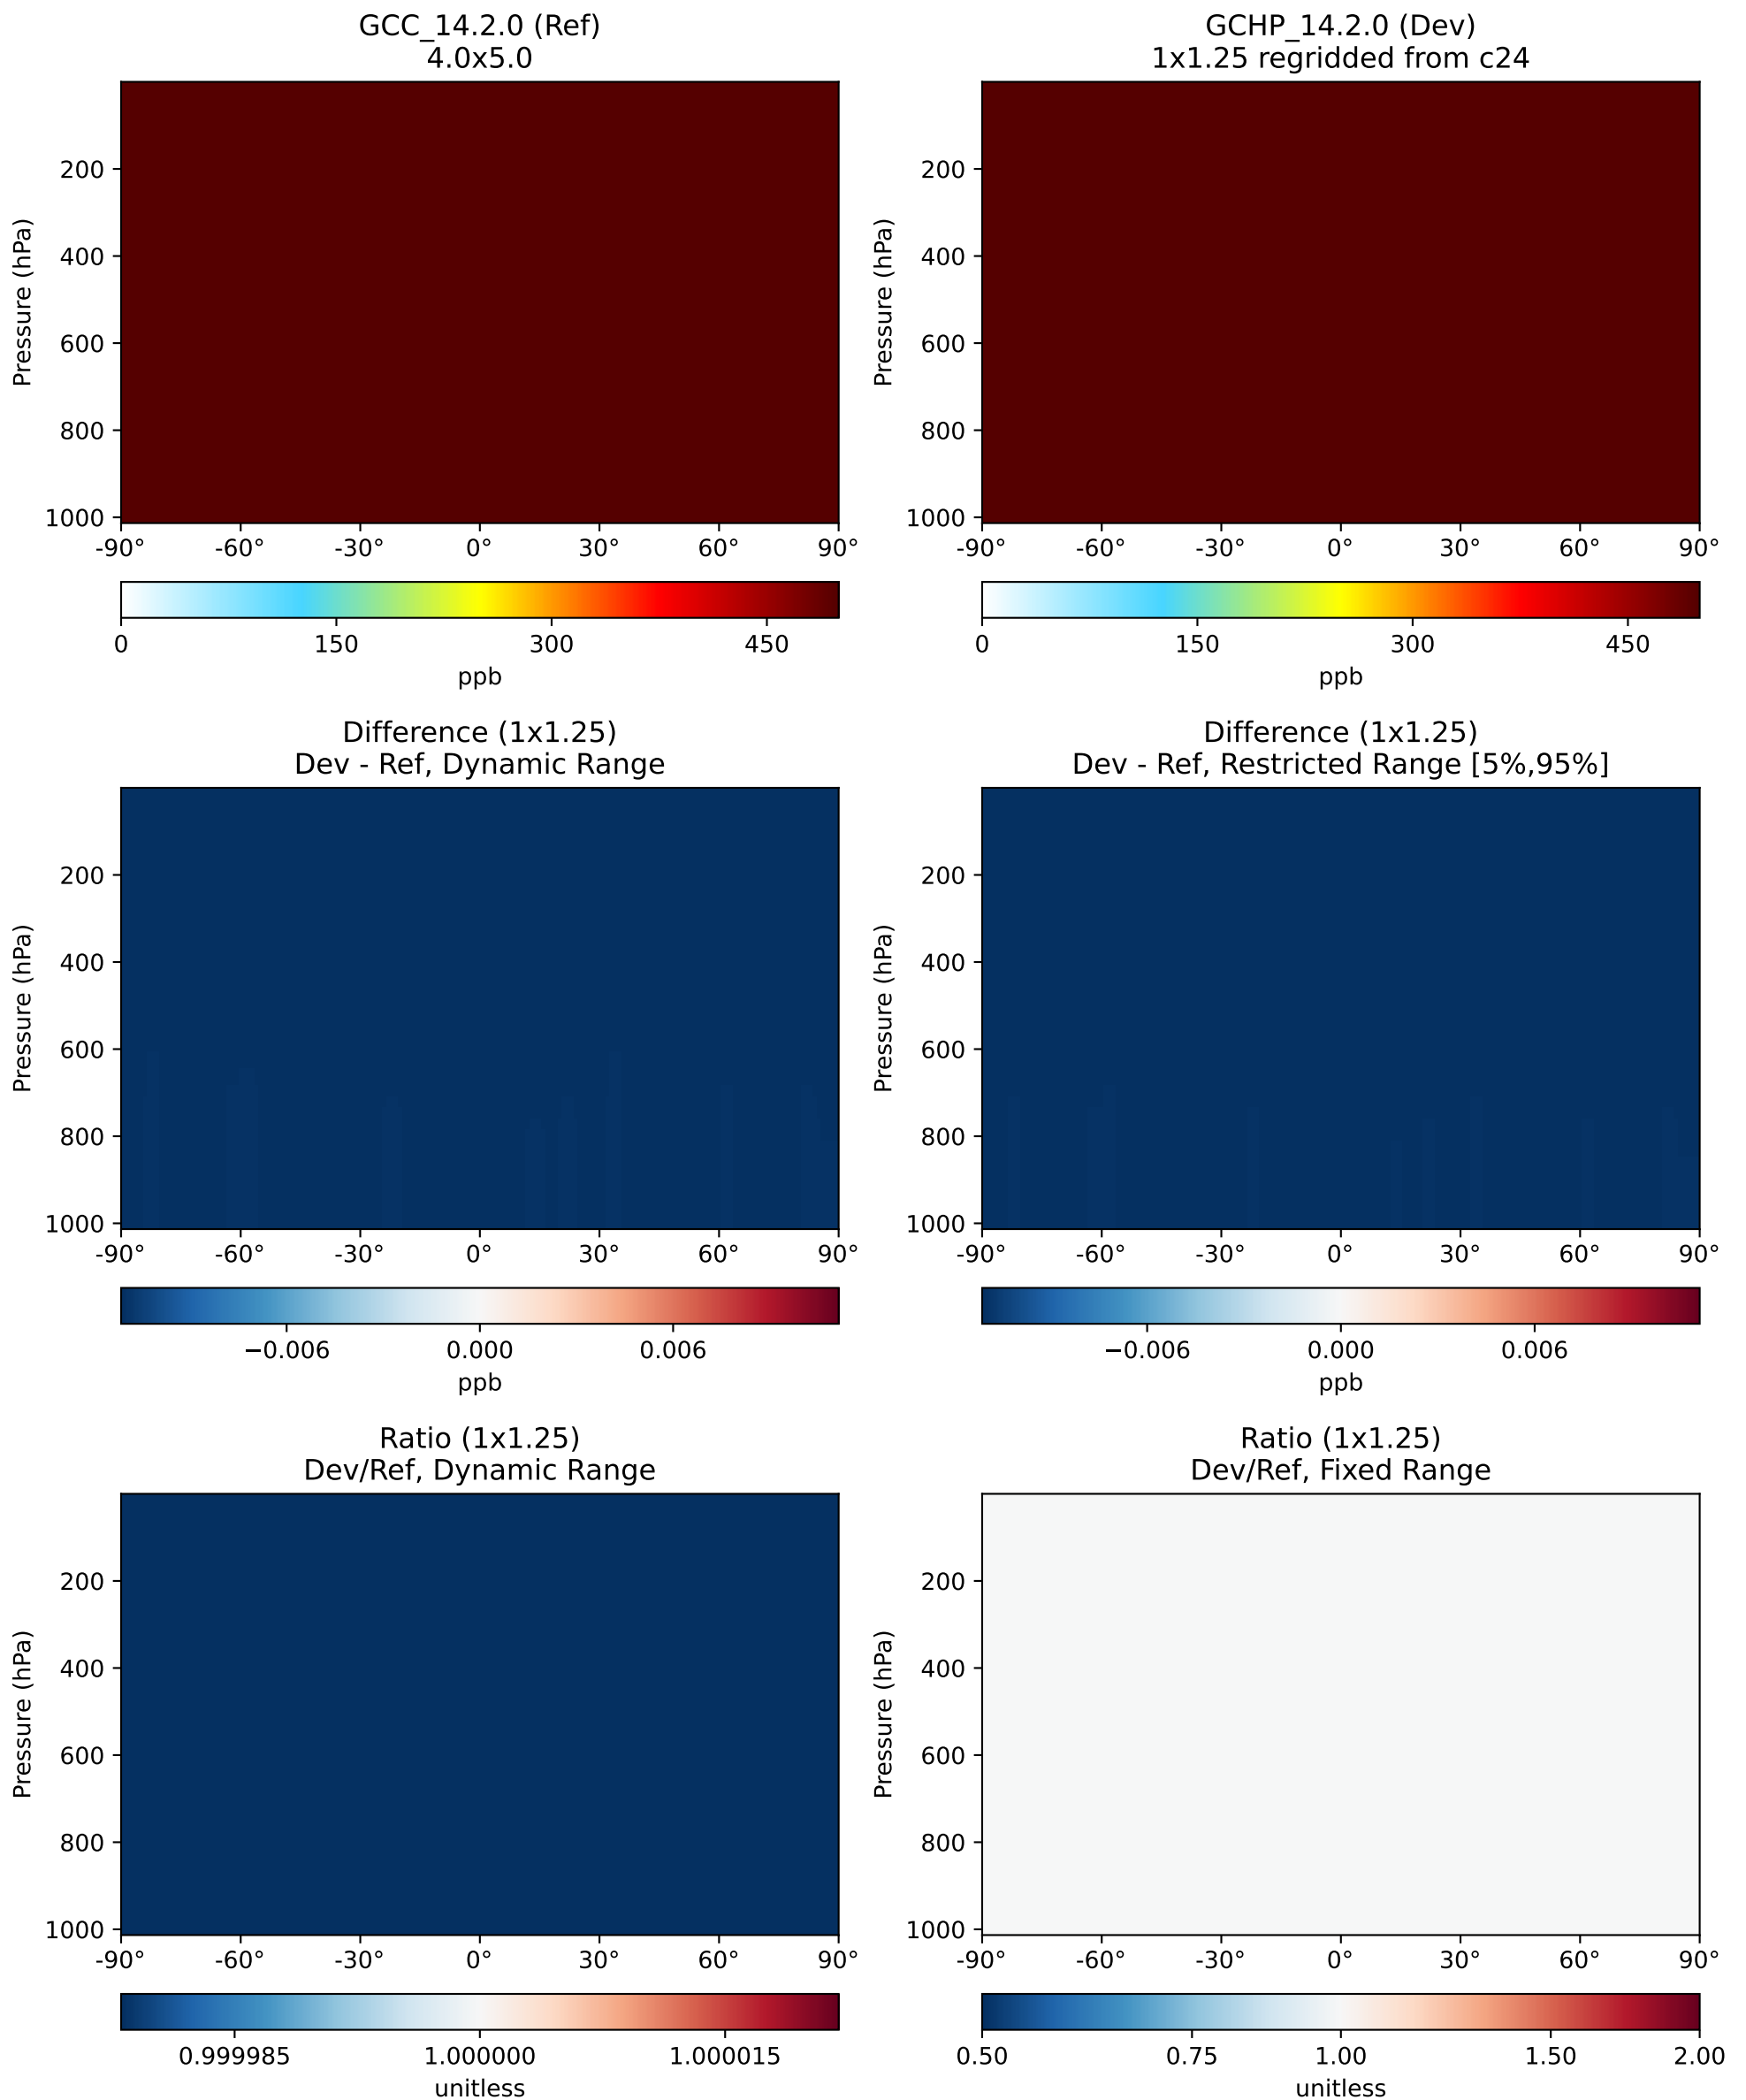 GCC_14.2.0 (Ref)
4.0x5.0
Pressure (hPa)
200
400
600
800
1000
-90° -60° -30° 0° 30° 60° 90°
0 150 300 450
ppb
GCHP_14.2.0 (Dev)
1x1.25 regridded from c24
Pressure (hPa)
200
400
600
800
1000
-90° -60° -30° 0° 30° 60° 90°
0 150 300 450
ppb
Difference (1x1.25)
Dev - Ref, Dynamic Range
Pressure (hPa)
200
400
600
800
1000
-90° -60° -30° 0° 30° 60° 90°
−0.006 0.000 0.006
ppb
Difference (1x1.25)
Dev - Ref, Restricted Range [5%,95%]
Pressure (hPa)
200
400
600
800
1000
-90° -60° -30° 0° 30° 60° 90°
−0.006 0.000 0.006
ppb
Ratio (1x1.25)
Dev/Ref, Dynamic Range
Pressure (hPa)
200
400
600
800
1000
-90° -60° -30° 0° 30° 60° 90°
0.999985 1.000000 1.000015
unitless
Ratio (1x1.25)
Dev/Ref, Fixed Range
Pressure (hPa)
200
400
600
800
1000
-90° -60° -30° 0° 30° 60° 90°
0.50 0.75 1.00 1.50 2.00
unitless